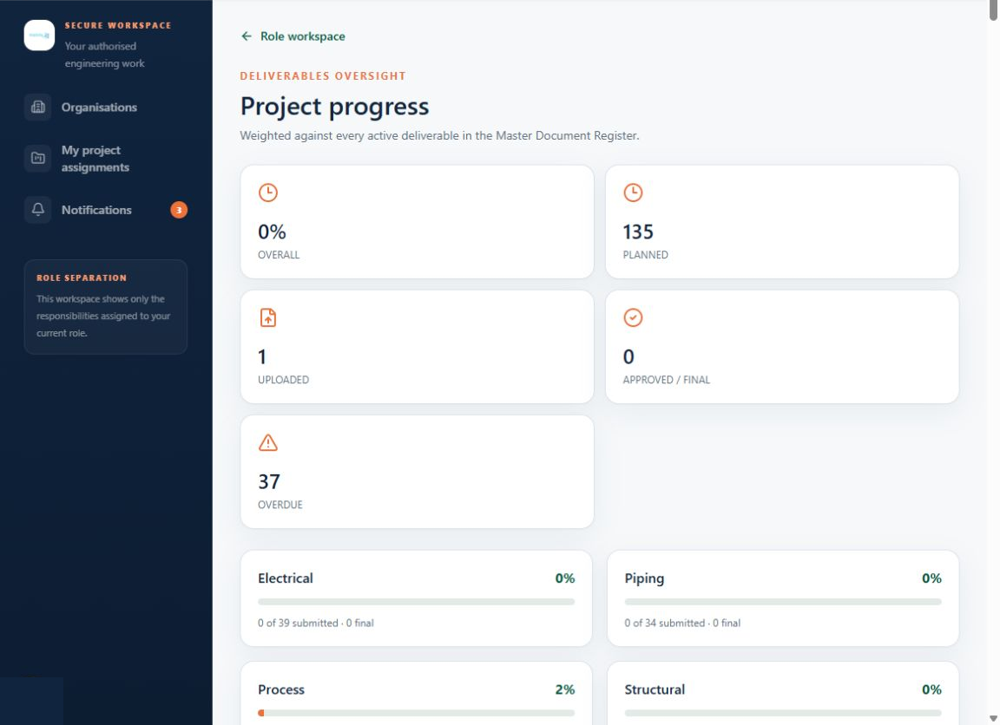 SECURE WORKSPACE
Your authorised
engineering work
Organisations
My project
assignments
Notifications
3
ROLE SEPARATION
This workspace shows only the
responsibilities assigned to your
current role.
← Role workspace
DELIVERABLES OVERSIGHT
Project progress
Weighted against every active deliverable in the Master Document Register.
0%
OVERALL
135
PLANNED
1
UPLOADED
0
APPROVED / FINAL
37
OVERDUE
Electrical 0%
0 of 39 submitted · 0 final
Piping 0%
0 of 34 submitted · 0 final
Process 2%
Structural 0%